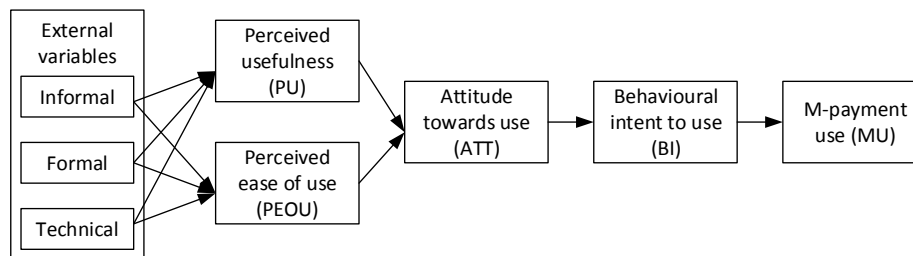 External
variables
Informal
Formal
Technical
Perceived
usefulness
(PU)
Perceived
ease of use
(PEOU)
Attitude
towards use
(ATT)
Behavioural
intent to use
(BI)
M-payment
use (MU)